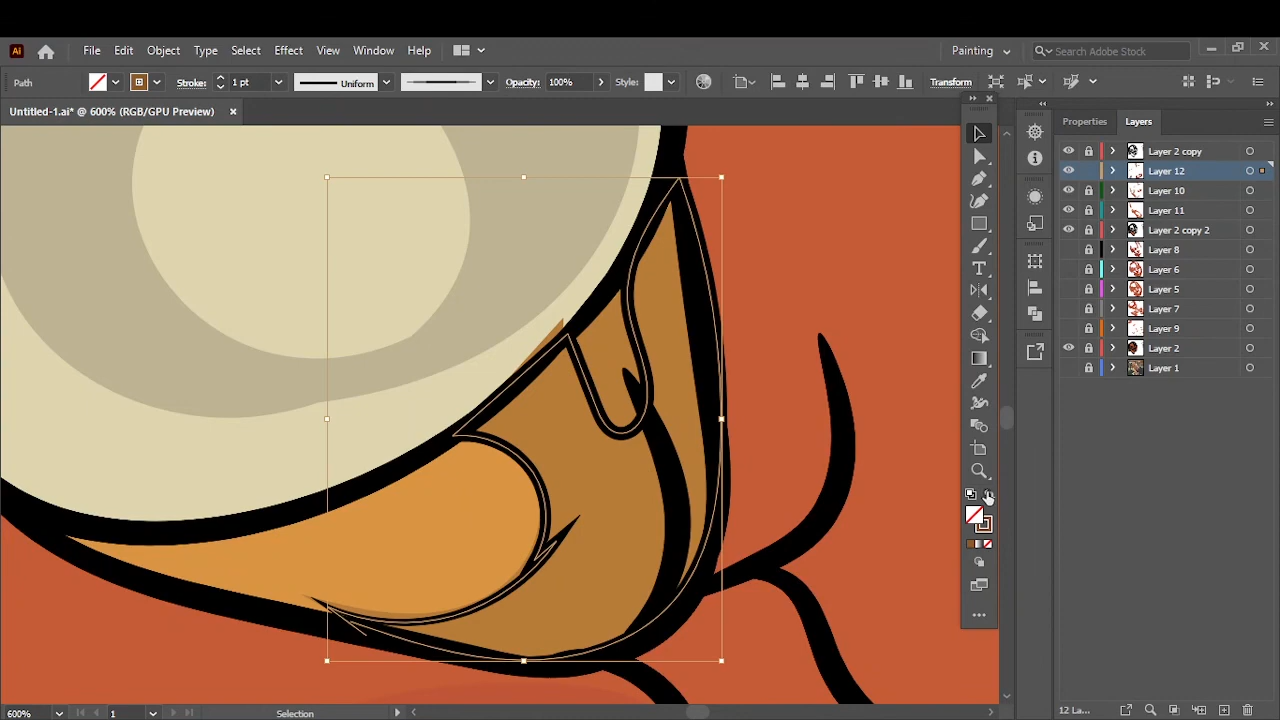 Ai File Edit Object Type Select Effect View Window Help Painting Search Adobe Stock
Path Stroke: 1 pt Uniform Opacity: 100% Style: Transform
Untitled-1.ai* @ 600% (RGB/GPU Preview)
Properties Layers
Layer 2 copy
Layer 12
Layer 10
Layer 11
Layer 2 copy 2
Layer 8
Layer 6
Layer 5
Layer 7
Layer 9
Layer 2
Layer 1
600% 1 Selection 12 La...